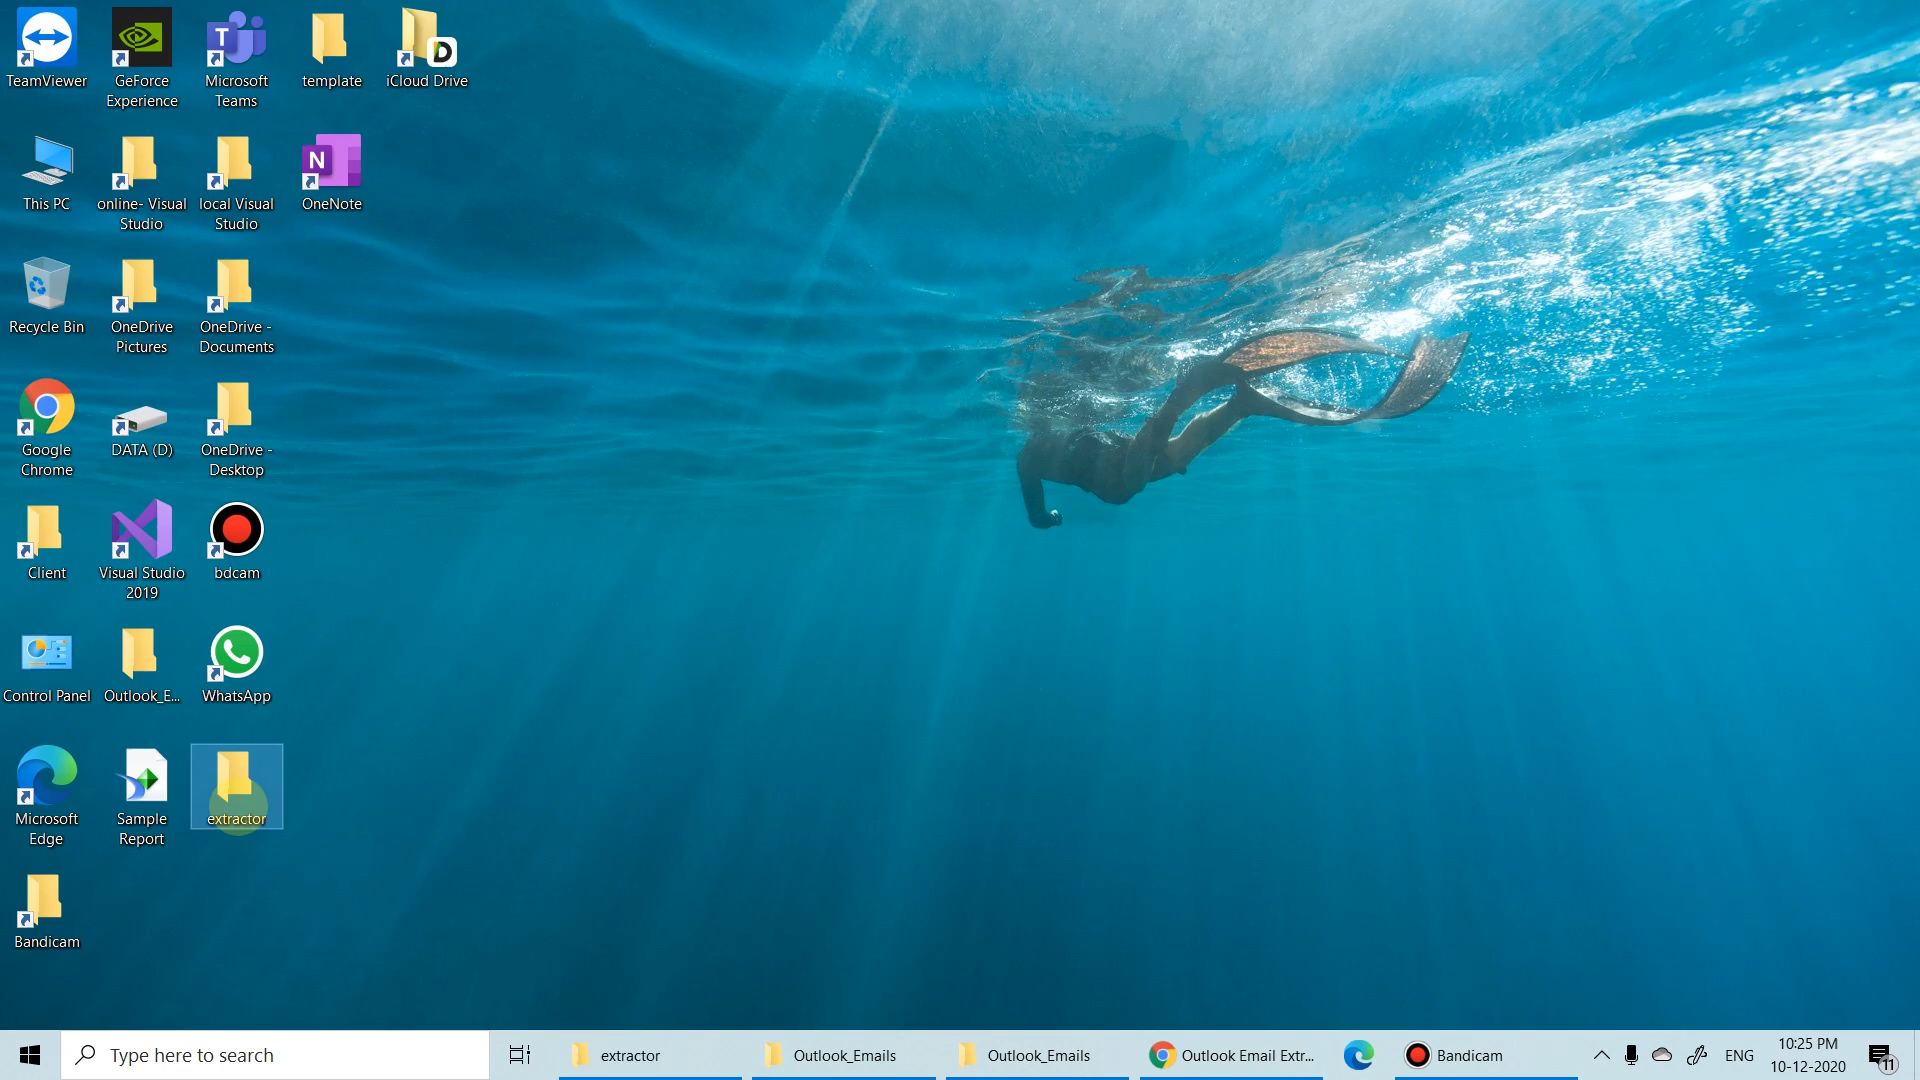 TeamViewer
GeForce
Experience
Microsoft
Teams
template
iCloud Drive
This PC
online- Visual
Studio
local Visual
Studio
OneNote
Recycle Bin
OneDrive
Pictures
OneDrive -
Documents
Google
Chrome
DATA (D)
OneDrive -
Desktop
Client
Visual Studio
2019
bdcam
Control Panel
Outlook_E...
WhatsApp
Microsoft
Edge
Sample
Report
extractor
Bandicam
Type here to search
extractor
Outlook_Emails
Outlook_Emails
Outlook Email Extr...
Bandicam
ENG
10:25 PM
10-12-2020
11